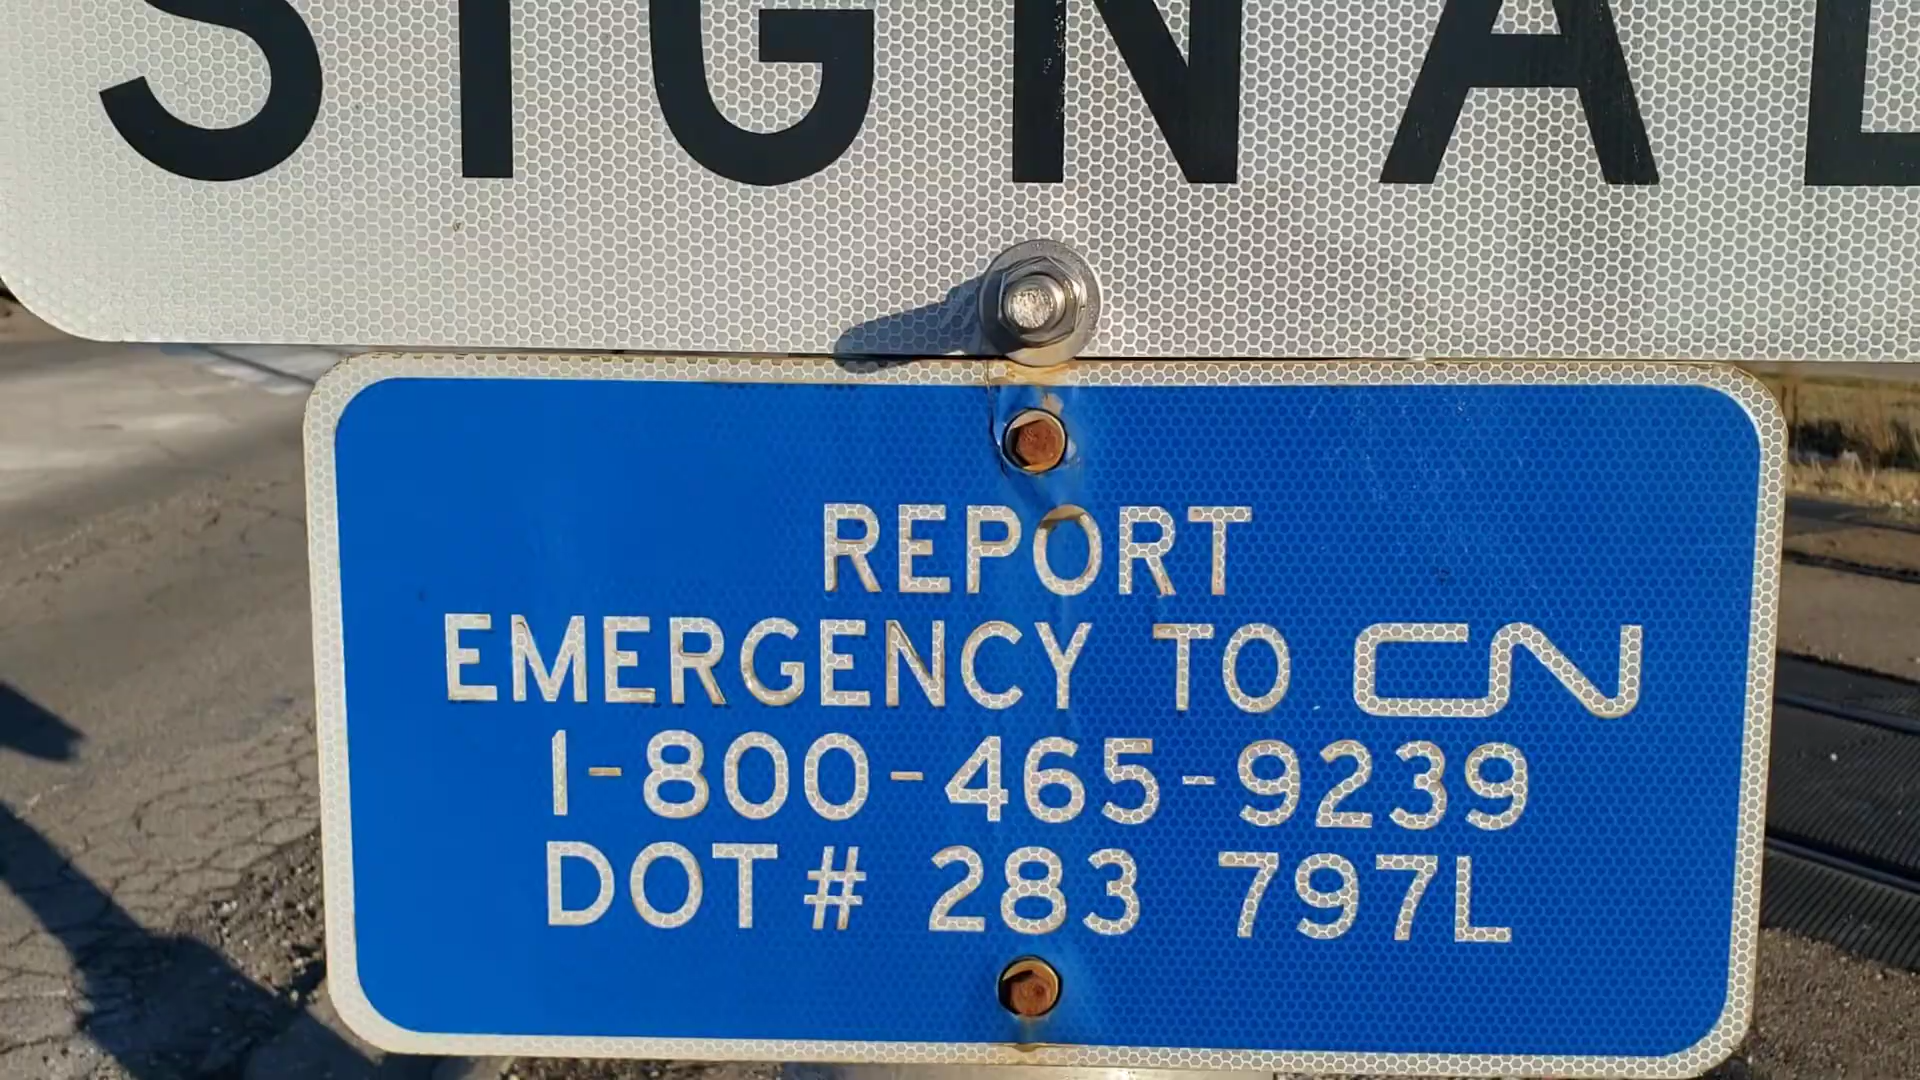 SIGNAL
REPORT
EMERGENCY TO CN
1-800-465-9239
DOT# 283 797L